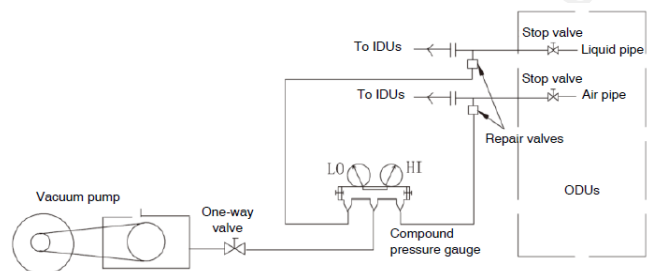 Stop valve
To IDUs
Liquid pipe
Stop valve
To IDUs
Air pipe
Repair valves
LO
HI
ODUs
Vacuum pump
One-way
valve
Compound
pressure gauge